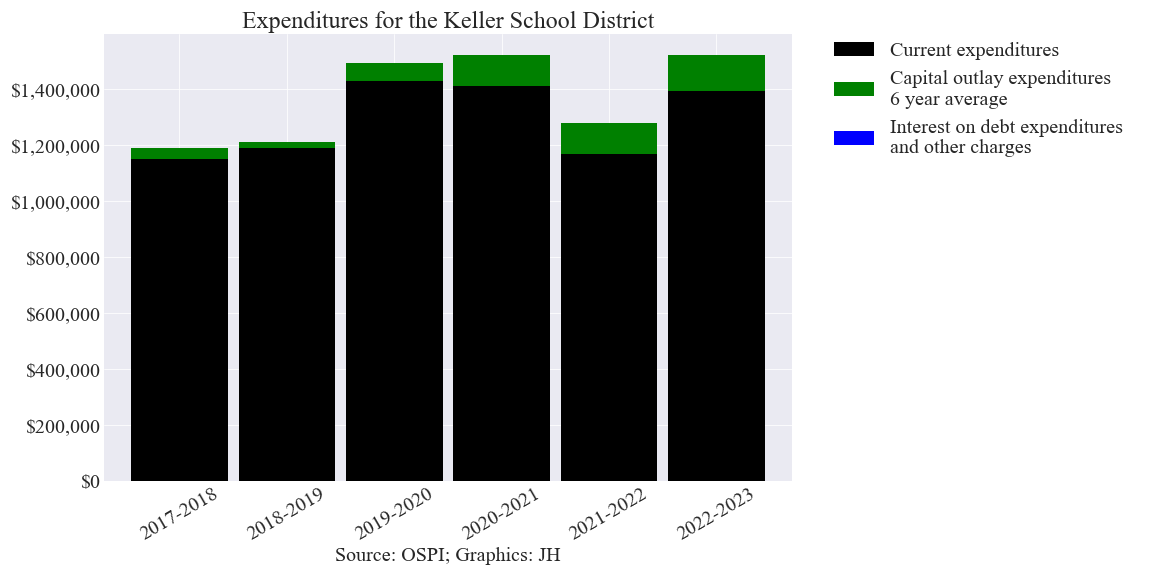 Expenditures for the Keller School District
$1,400,000
$1,200,000
$1,000,000
$800,000
$600,000
$400,000
$200,000
$0
2017-2018
2018-2019
2019-2020
2020-2021
2021-2022
2022-2023
Source: OSPI; Graphics: JH
Current expenditures
Capital outlay expenditures
6 year average
Interest on debt expenditures
and other charges